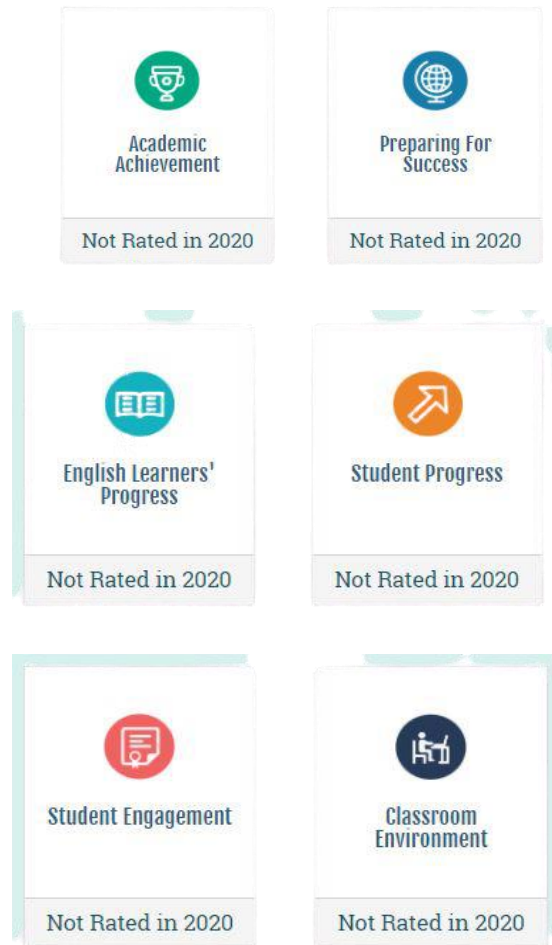 Academic
Achievement
Not Rated in 2020
Preparing For
Success
Not Rated in 2020
English Learners'
Progress
Not Rated in 2020
Student Progress
Not Rated in 2020
Student Engagement
Not Rated in 2020
Classroom
Environment
Not Rated in 2020